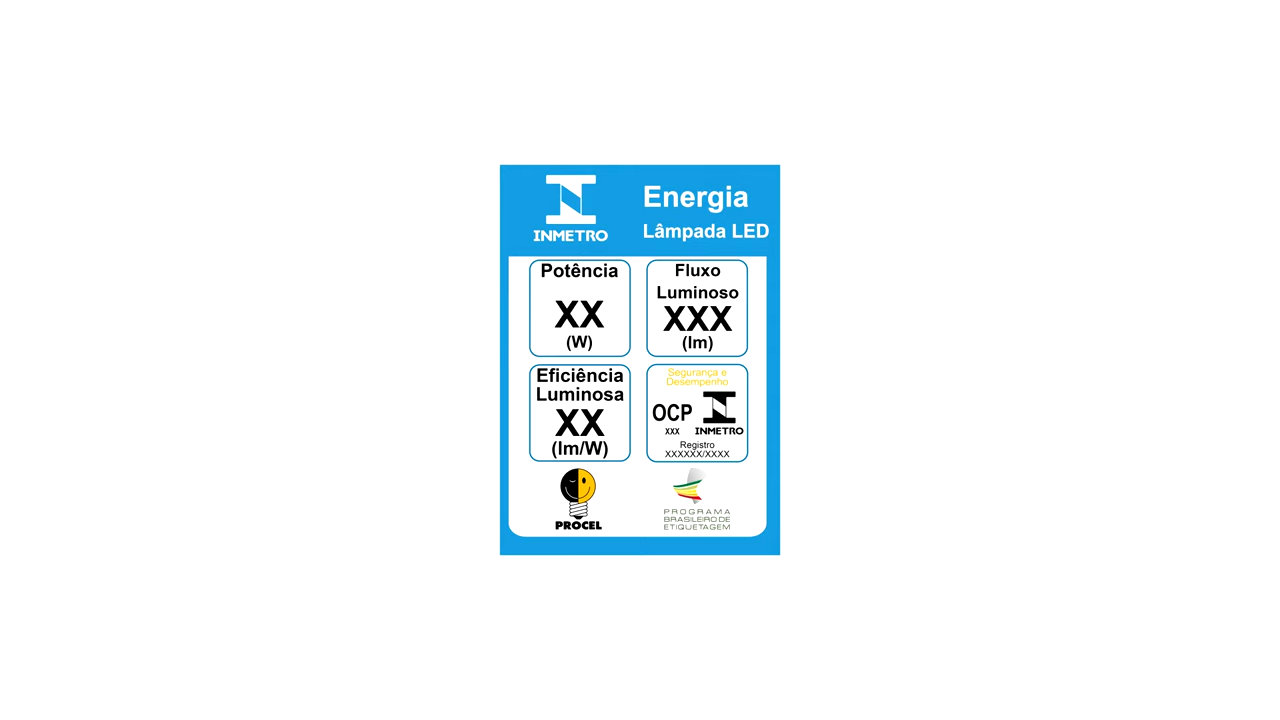 INMETRO
Energia
Lâmpada LED
Potência
XX
(W)
Fluxo
Luminoso
XXX
(lm)
Eficiência
Luminosa
XX
(lm/W)
Segurança e
Desempenho
OCP
XXX
INMETRO
Registro
XXXXXX/XXXX
PROCEL
PROGRAMA
BRASILEIRO DE
ETIQUETAGEM